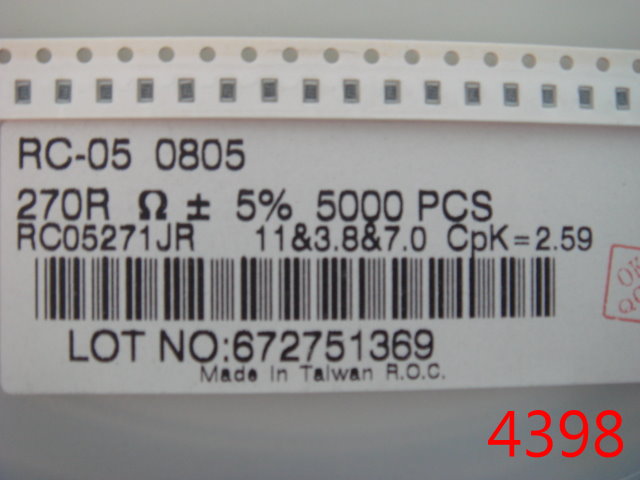 RC-05 0805
270R Ω ± 5% 5000 PCS
RC05271JR 11&3.8&7.0 CpK=2.59
LOT NO:672751369
Made In Taiwan R.O.C.
4398